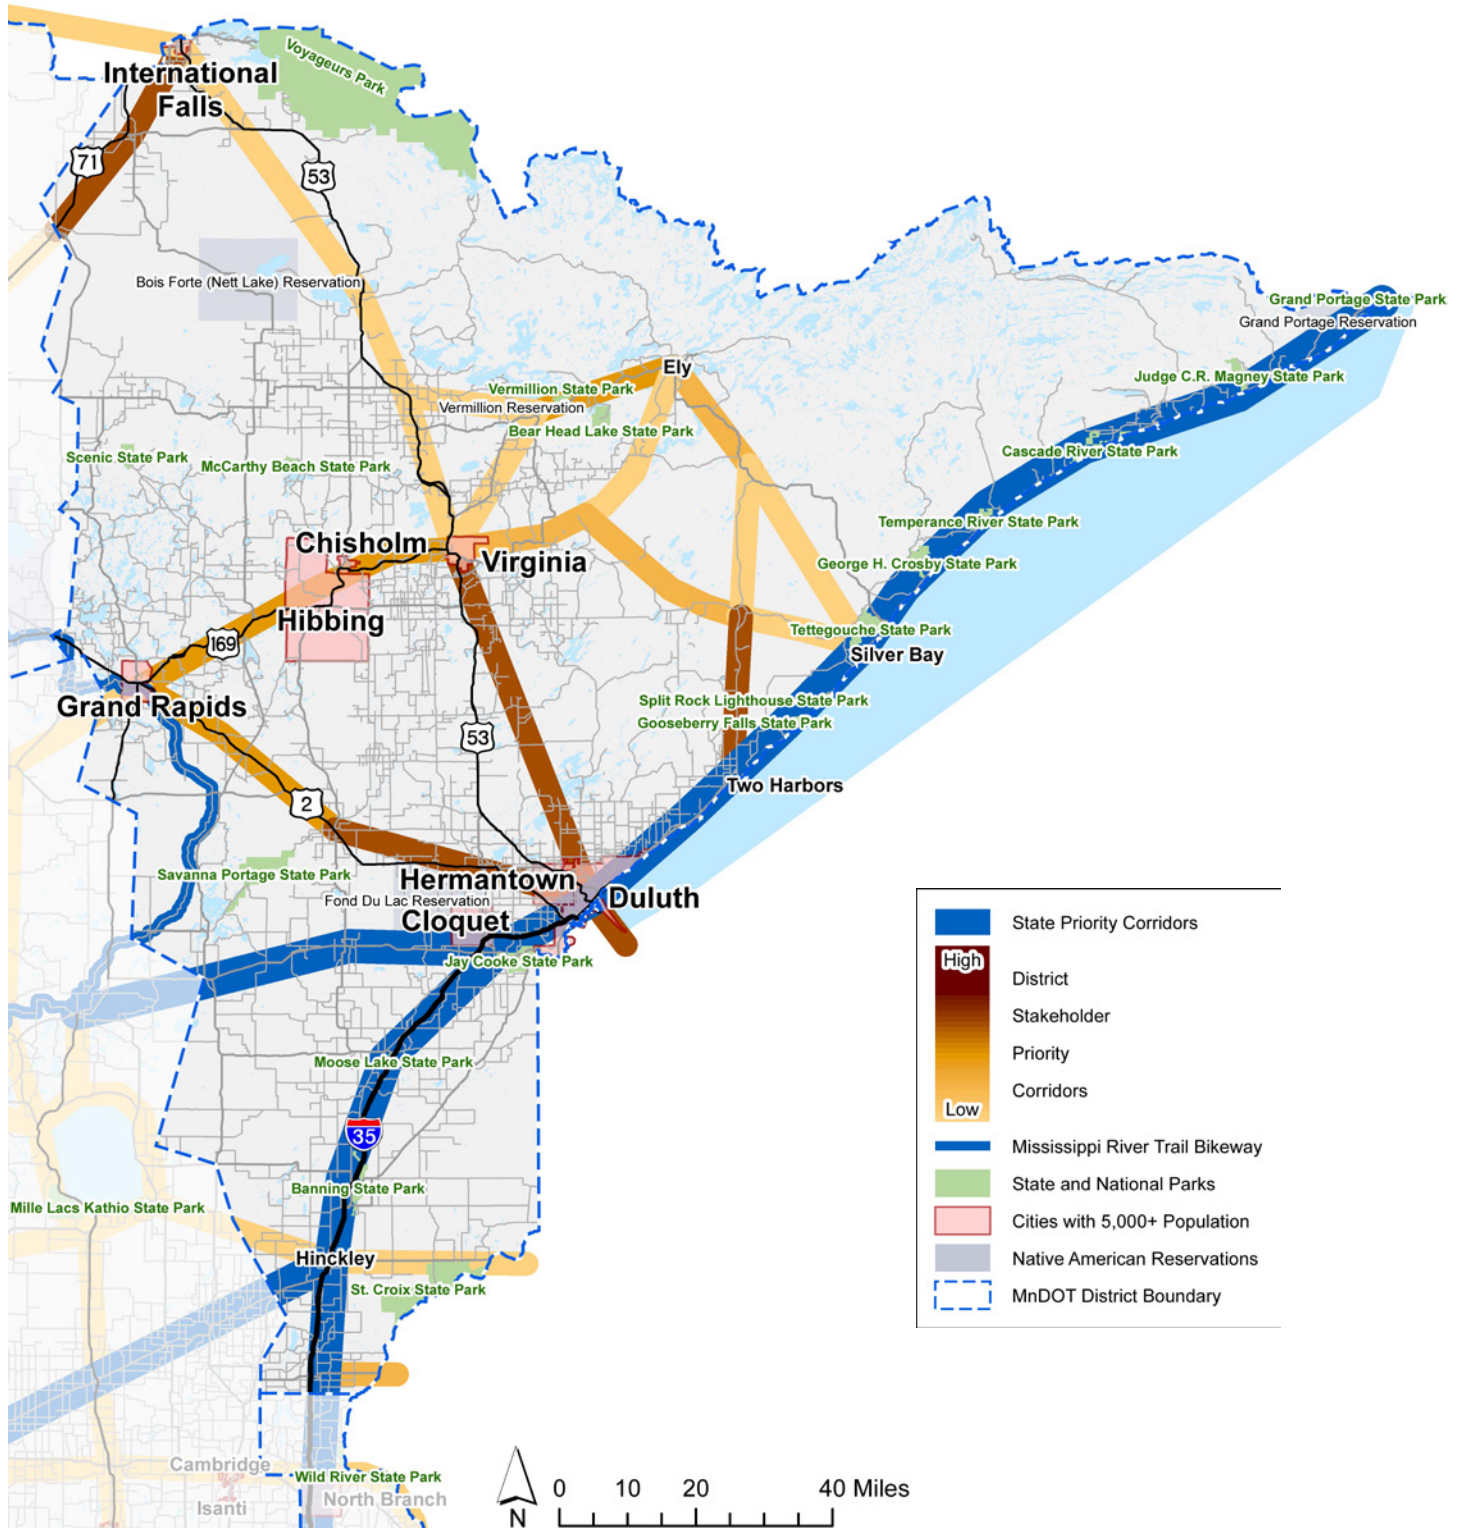 Voyageurs Park
International
Falls
71
53
Bois Forte (Nett Lake) Reservation
Grand Portage State Park
Grand Portage Reservation
Ely
Judge C.R. Magney State Park
Vermillion State Park
Vermillion Reservation
Bear Head Lake State Park
Scenic State Park
McCarthy Beach State Park
Cascade River State Park
Temperance River State Park
Chisholm
Virginia
George H. Crosby State Park
Hibbing
Tettegouche State Park
169
Silver Bay
Grand Rapids
Split Rock Lighthouse State Park
Gooseberry Falls State Park
53
Two Harbors
2
Savanna Portage State Park
Hermantown
Duluth
Fond Du Lac Reservation
Cloquet
Jay Cooke State Park
Moose Lake State Park
35
Banning State Park
Mille Lacs Kathio State Park
Hinckley
St. Croix State Park
Cambridge
Wild River State Park
Isanti
North Branch
State Priority Corridors
High
District
Stakeholder
Priority
Corridors
Low
Mississippi River Trail Bikeway
State and National Parks
Cities with 5,000+ Population
Native American Reservations
MnDOT District Boundary
N
0 10 20 40 Miles